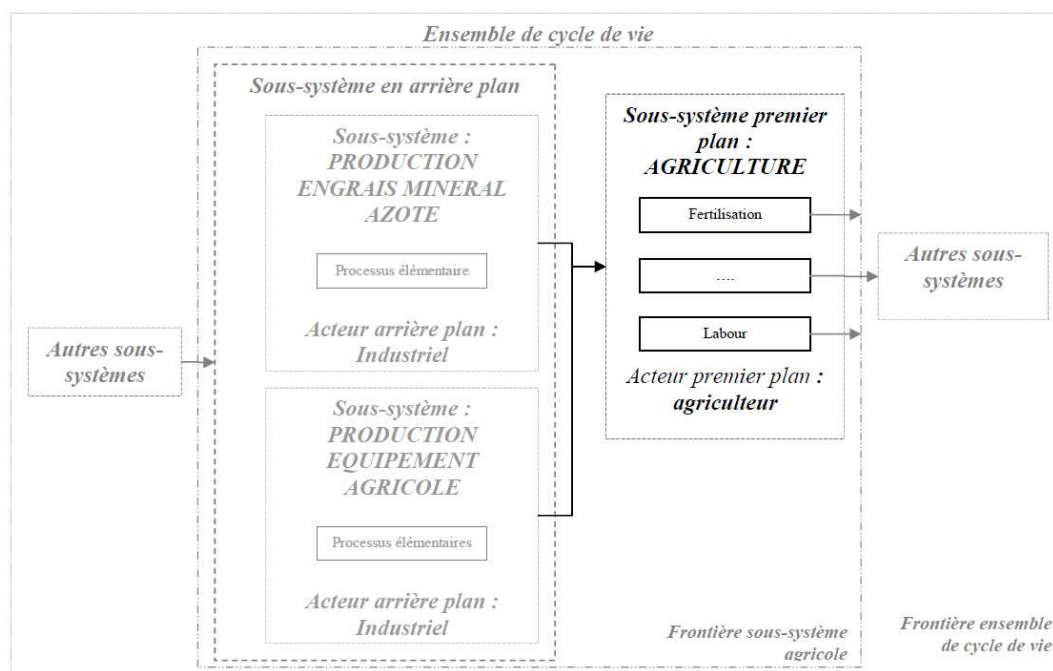 Ensemble de cycle de vie
Sous-système en arrière plan
Sous-système :
PRODUCTION
ENGRAIS MINERAL
AZOTE
Processus élémentaire
Acteur arrière plan :
Industriel
Sous-système :
PRODUCTION
EQUIPEMENT
AGRICOLE
Processus élémentaires
Acteur arrière plan :
Industriel
Autres sous-
systèmes
Sous-système premier
plan :
AGRICULTURE
Fertilisation
....
Labour
Acteur premier plan :
agriculteur
Autres sous-
systèmes
Frontière sous-système
agricole
Frontière ensemble
de cycle de vie